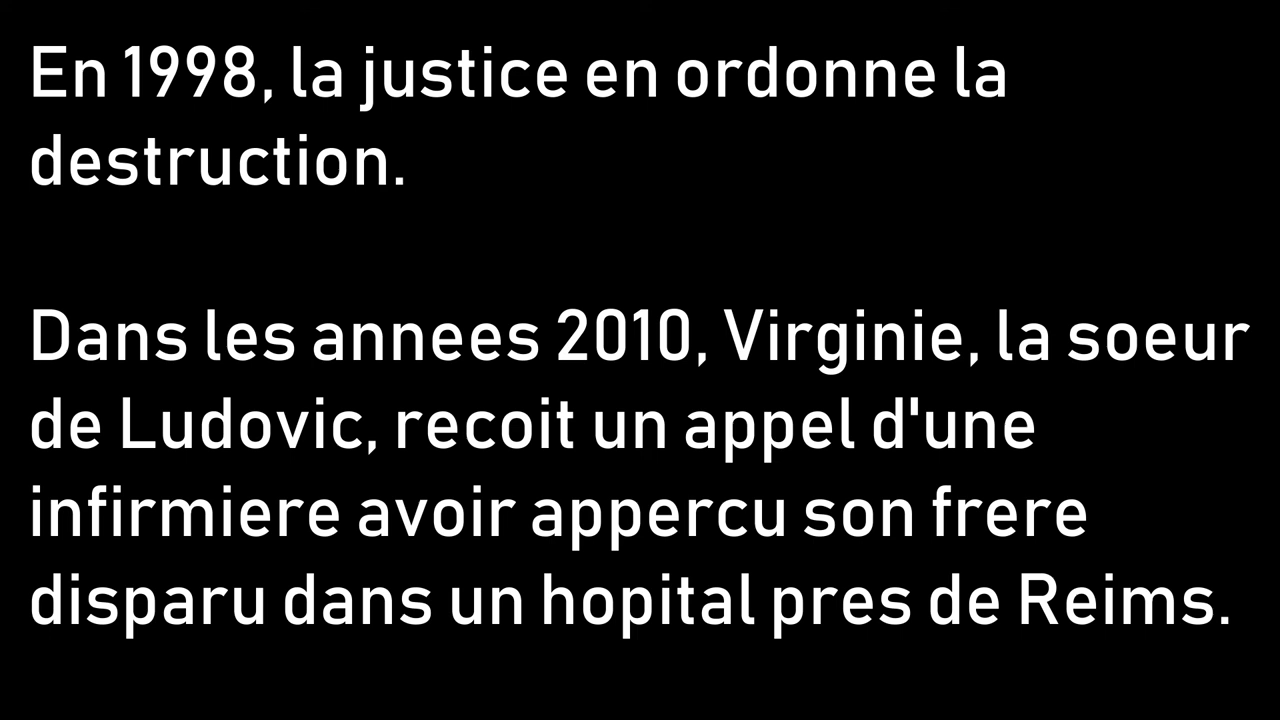 En 1998, la justice en ordonne la
destruction.
Dans les annees 2010, Virginie, la soeur
de Ludovic, recoit un appel d'une
infirmiere avoir appercu son frere
disparu dans un hopital pres de Reims.